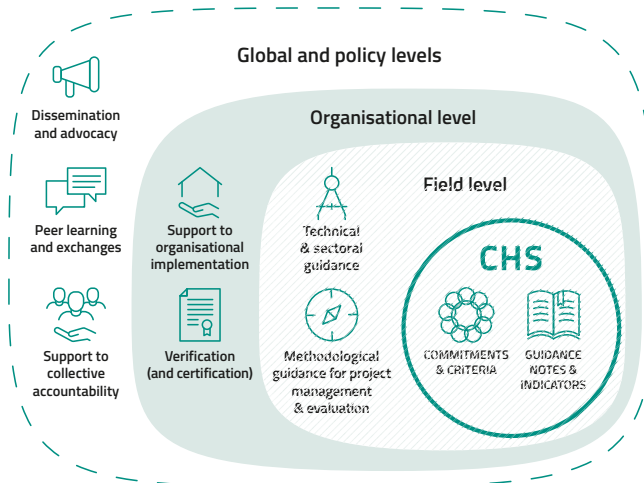 Global and policy levels
Dissemination
and advocacy
Peer learning
and exchanges
Support to
collective
accountability
Organisational level
Support to
organisational
implementation
Verification
(and certification)
Field level
Technical
& sectoral
guidance
Methodological
guidance for project
management
& evaluation
CHS
COMMITMENTS
& CRITERIA
GUIDANCE
NOTES &
INDICATORS